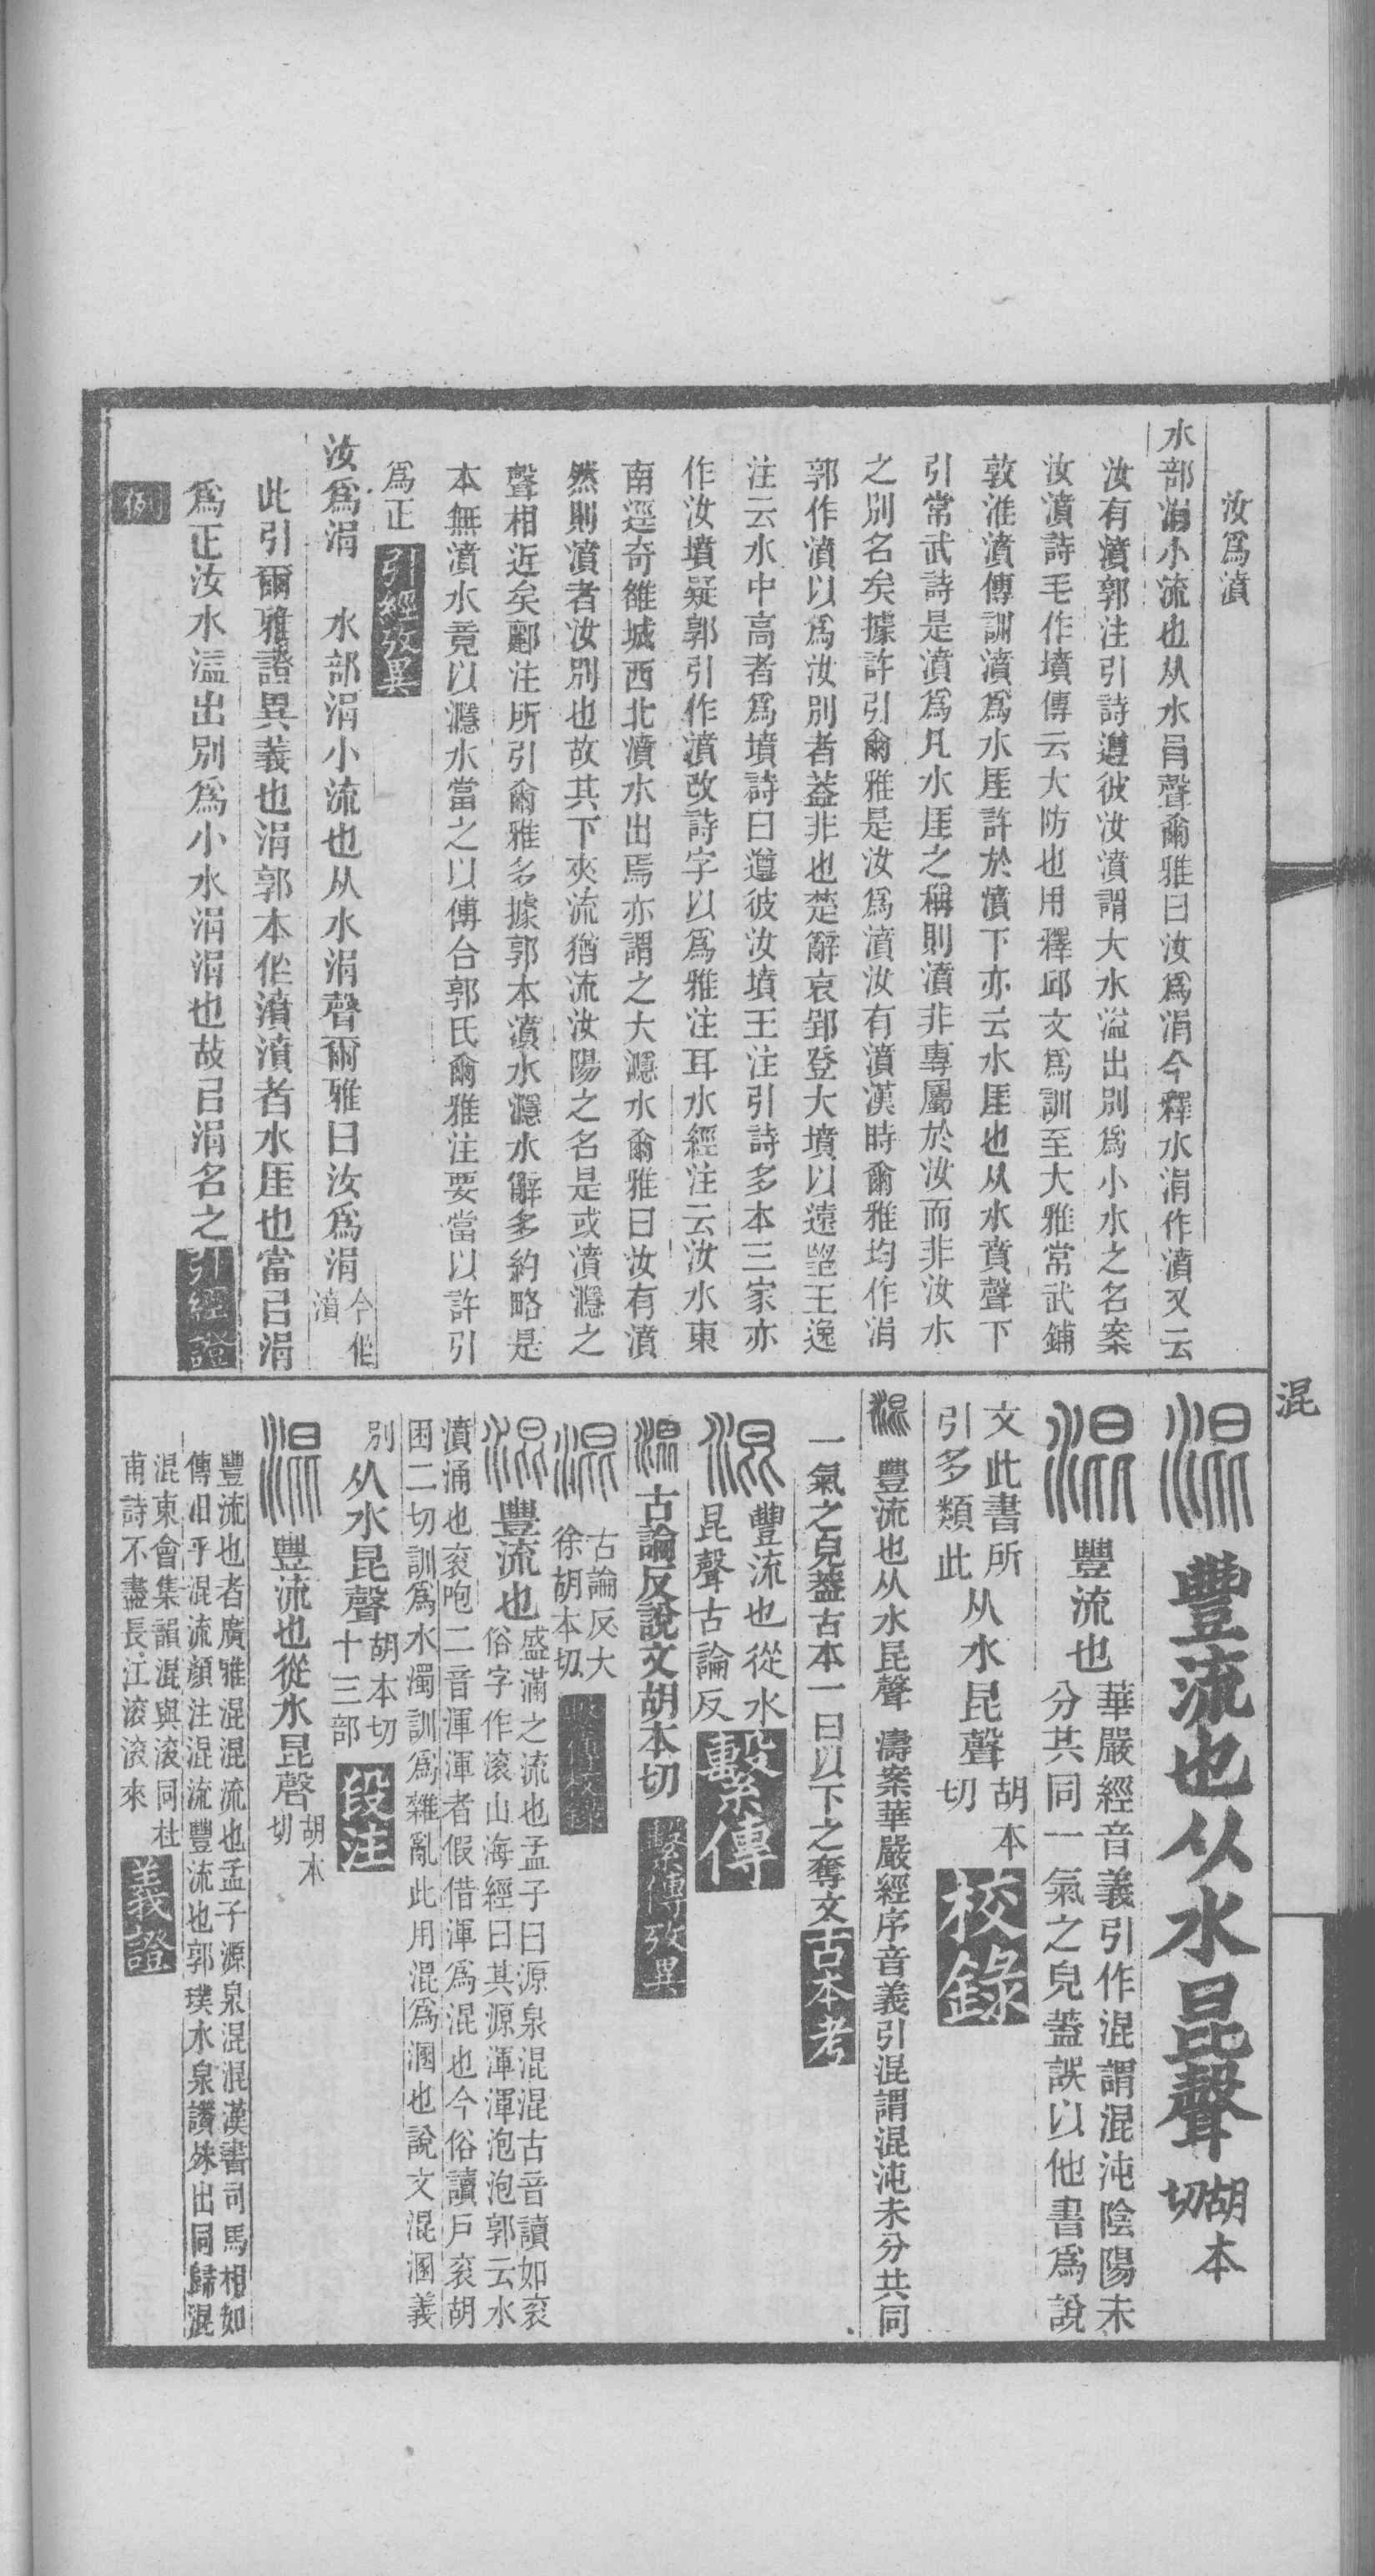 汝爲濆
水部涓小流也从水肙聲爾雅曰汝爲涓今釋水涓作濆又云
汝有濆郭注引詩遵彼汝濆謂大水溢出別爲小水之名案
汝濆詩毛作墳傳云大防也用釋邱文爲訓至大雅常武鋪
敦淮濆傳訓濆爲水厓許於濆下亦云水厓也从水賁聲下
引常武詩是濆爲凡水厓之稱則濆非專屬於汝而非汝水
之別名矣據許引爾雅是汝爲濆汝有濆漢時爾雅均作涓
郭作濆以爲汝別者葢非也楚辭哀郢登大墳以遠望王逸
注云水中高者爲墳詩曰遵彼汝墳王注引詩多本三家亦
作汝墳疑郭引作濆改詩字以爲雅注耳水經注云汝水東
南逕奇雒城西北濆水出焉亦謂之大㶏水爾雅曰汝有濆
然則濆者汝別也故其下夾流猶流汝陽之名是或濆㶏之
聲相近矣酈注所引爾雅多據郭本濆水㶏水解多約略是
本無濆水竟以㶏水當之以傅合郭氏爾雅注要當以許引
爲正 引經攷異
汝爲涓 水部涓小流也从水涓聲爾雅曰汝爲涓今作濆
此引爾雅證異義也涓郭本作濆濆者水厓也當㠯涓
爲正汝水溢出別爲小水涓涓也故㠯涓名之 引經證
例
混
混 豐流也从水昆聲 胡本切
混 豐流也 華嚴經音義引作混謂混沌陰陽未
分共同一氣之皃蓋誤以他書爲說
文此書所引多類此 从水昆聲 胡本切 校錄
混 豐流也从水昆聲 濤案華嚴經序音義引混謂混沌未分共同
一氣之皃葢古本一曰以下之奪文 古本考
混 豐流也從水昆聲古論反 繫傳
混 古論反說文胡本切 繫傳攷異
混 古論反大徐胡本切 繫傳校錄
混 豐流也 盛滿之流也孟子曰源泉混混古音讀如袞
俗字作滚山海經曰其源渾渾泡泡郭云水
濆涌也袞咆二音渾渾者假借渾爲混也今俗讀戶袞胡
困二切訓爲水濁訓爲雜亂此用混爲溷也說文混溷義
別 从水昆聲 胡本切十三部 段注
混 豐流也從水昆聲 胡本切
豐流也者廣雅混混流也孟子源泉混混漢書司馬相如
傳汩乎混流顏注混流豐流也郭璞水泉讚殊出同歸混
混東會集韻混與滚同杜
甫詩不盡長江滚滚來 義證